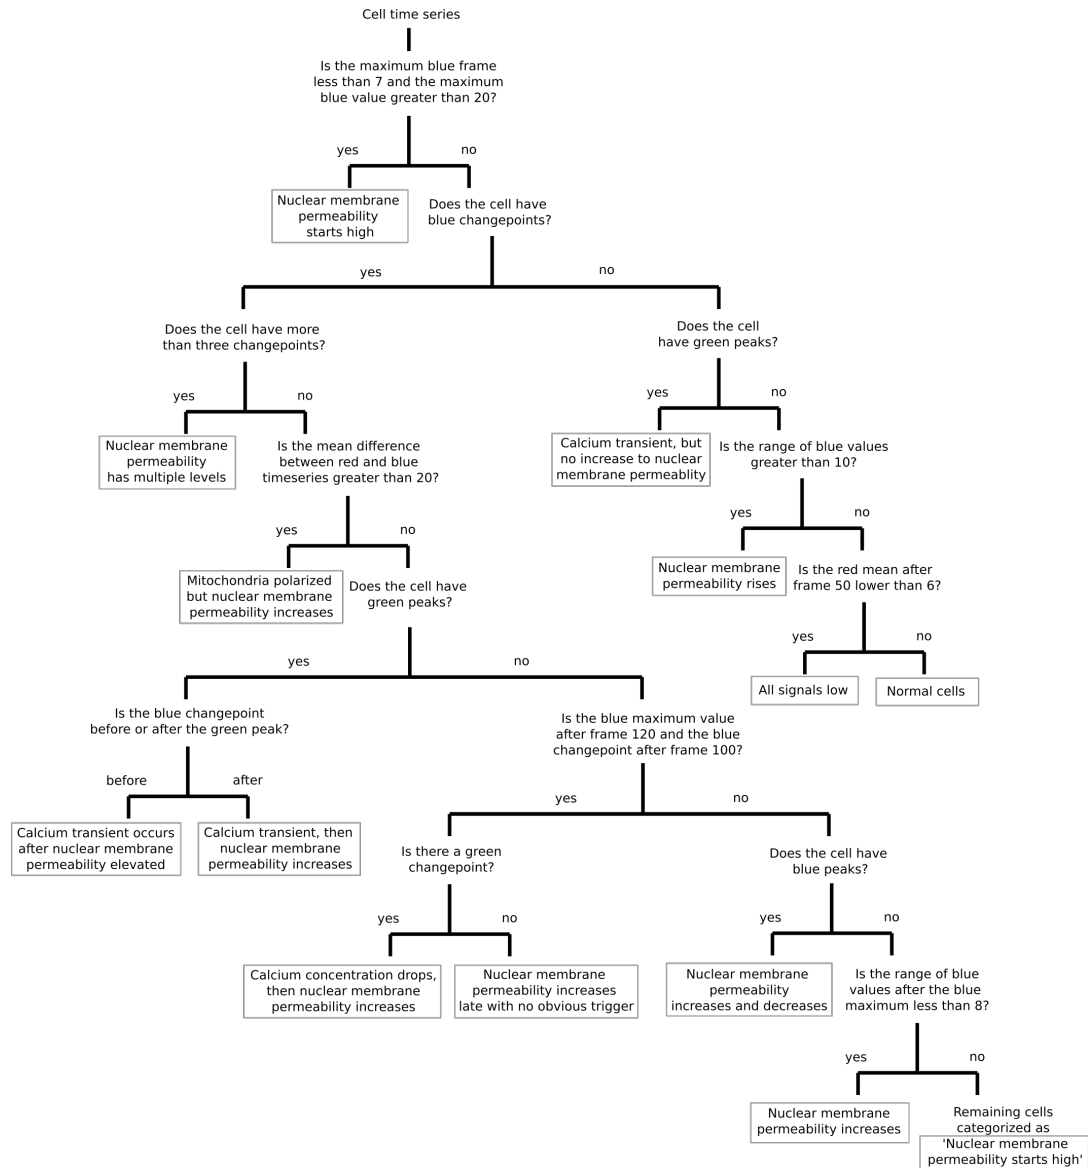 Cell time series
Is the maximum blue frame
less than 7 and the maximum
blue value greater than 20?
yes
no
Nuclear membrane
permeability
starts high
Does the cell have
blue changepoints?
yes
no
Does the cell have more
than three changepoints?
Does the cell
have green peaks?
yes
no
yes
no
Nuclear membrane
permeability
has multiple levels
Is the mean difference
between red and blue
timeseries greater than 20?
Calcium transient, but
no increase to nuclear
membrane permeablity
Is the range of blue values
greater than 10?
yes
no
yes
no
Mitochondria polarized
but nuclear membrane
permeability increases
Does the cell have
green peaks?
Nuclear membrane
permeability rises
Is the red mean after
frame 50 lower than 6?
yes
no
yes
no
All signals low
Normal cells
Is the blue changepoint
before or after the green peak?
Is the blue maximum value
after frame 120 and the blue
changepoint after frame 100?
before
after
yes
no
Calcium transient occurs
after nuclear membrane
permeability elevated
Calcium transient, then
nuclear membrane
permeability increases
Is there a green
changepoint?
Does the cell have
blue peaks?
yes
no
yes
no
Calcium concentration drops,
then nuclear membrane
permeability increases
Nuclear membrane
permeability increases
late with no obvious trigger
Nuclear membrane
permeability
increases and decreases
Is the range of blue
values after the blue
maximum less than 8?
yes
no
Nuclear membrane
permeability increases
Remaining cells
categorized as
'Nuclear membrane
permeability starts high'